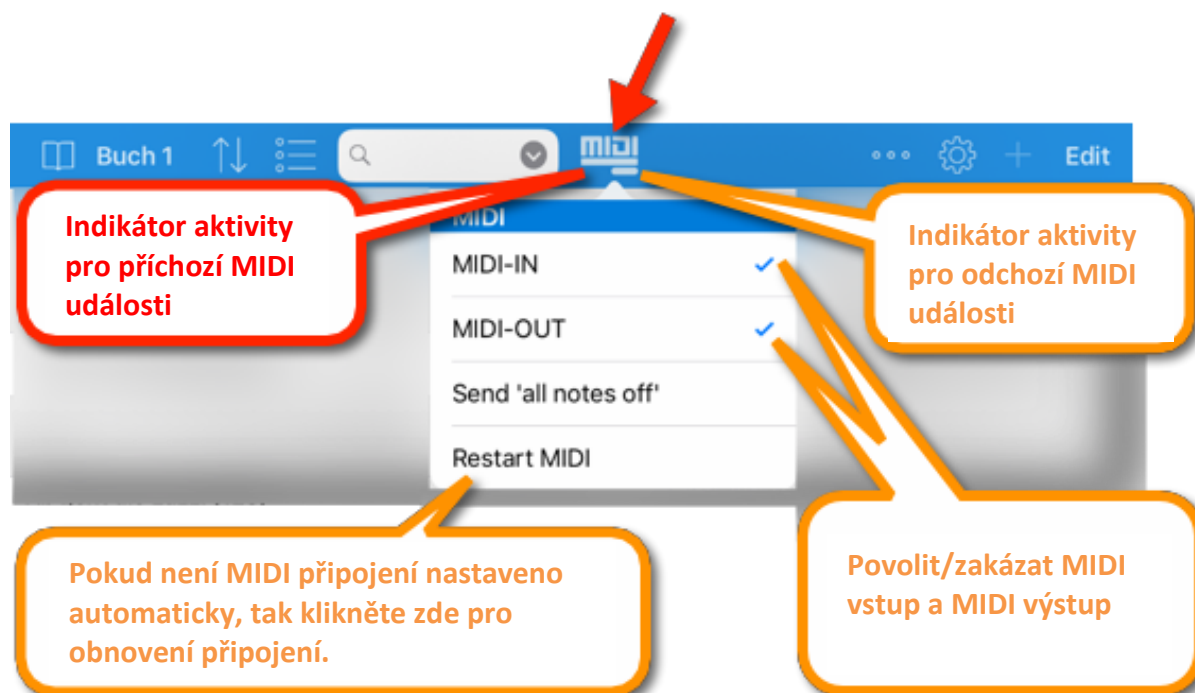 Buch 1
MIDI
Edit
Indikátor aktivity
pro příchozí MIDI
události
Indikátor aktivity
pro odchozí MIDI
události
MIDI
MIDI-IN
MIDI-OUT
Send 'all notes off'
Restart MIDI
Pokud není MIDI připojení nastaveno
automaticky, tak klikněte zde pro
obnovení připojení.
Povolit/zakázat MIDI
vstup a MIDI výstup